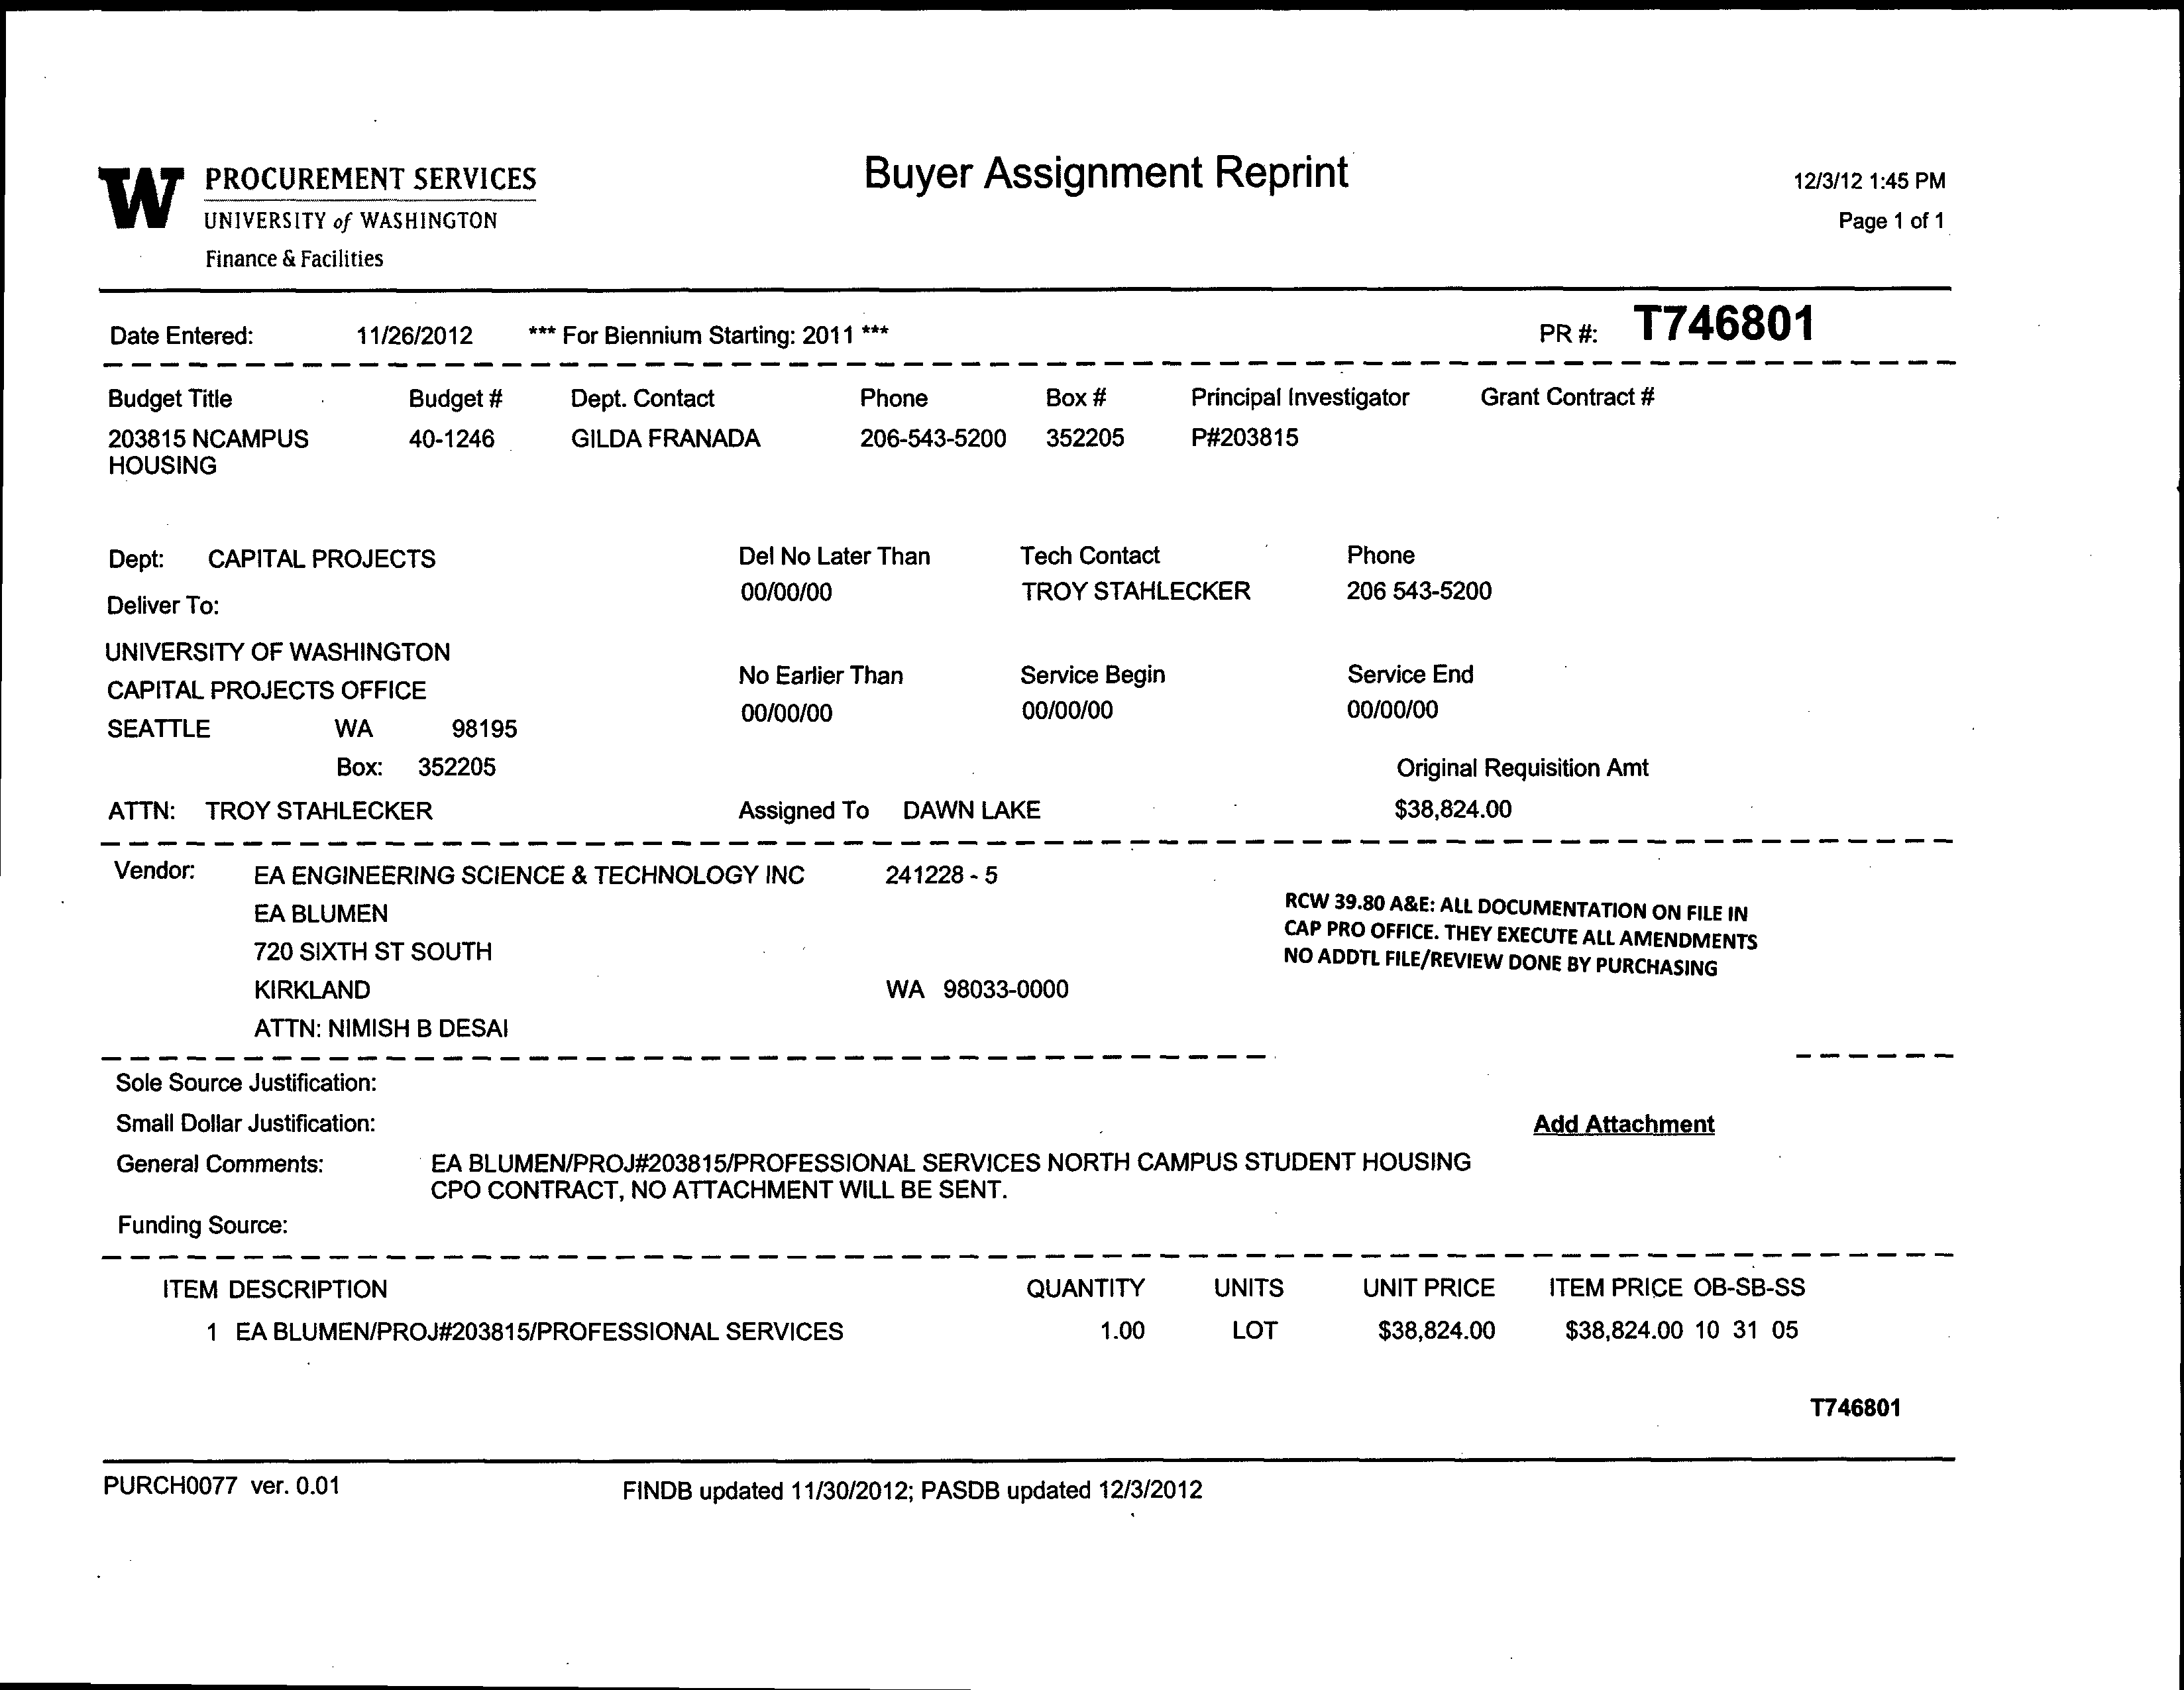 W PROCUREMENT SERVICES
UNIVERSITY of WASHINGTON
Finance & Facilities
Buyer Assignment Reprint
12/3/12 1:45 PM
Page 1 of 1
Date Entered: 11/26/2012 *** For Biennium Starting: 2011 *** PR #: T746801
Budget Title Budget # Dept. Contact Phone Box # Principal Investigator Grant Contract #
203815 NCAMPUS 40-1246 GILDA FRANADA 206-543-5200 352205 P#203815
HOUSING
Dept: CAPITAL PROJECTS Del No Later Than Tech Contact Phone
00/00/00 TROY STAHLECKER 206 543-5200
Deliver To:
UNIVERSITY OF WASHINGTON
No Earlier Than Service Begin Service End
CAPITAL PROJECTS OFFICE
00/00/00 00/00/00 00/00/00
SEATTLE WA 98195
Box: 352205 Original Requisition Amt
ATTN: TROY STAHLECKER Assigned To DAWN LAKE $38,824.00
Vendor: EA ENGINEERING SCIENCE & TECHNOLOGY INC 241228 - 5
EA BLUMEN
720 SIXTH ST SOUTH
KIRKLAND WA 98033-0000
ATTN: NIMISH B DESAI
RCW 39.80 A&E: ALL DOCUMENTATION ON FILE IN
CAP PRO OFFICE. THEY EXECUTE ALL AMENDMENTS
NO ADDTL FILE/REVIEW DONE BY PURCHASING
Sole Source Justification:
Small Dollar Justification: Add Attachment
General Comments: EA BLUMEN/PROJ#203815/PROFESSIONAL SERVICES NORTH CAMPUS STUDENT HOUSING
CPO CONTRACT, NO ATTACHMENT WILL BE SENT.
Funding Source:
ITEM DESCRIPTION QUANTITY UNITS UNIT PRICE ITEM PRICE OB-SB-SS
1 EA BLUMEN/PROJ#203815/PROFESSIONAL SERVICES 1.00 LOT $38,824.00 $38,824.00 10 31 05
T746801
PURCH0077 ver. 0.01 FINDB updated 11/30/2012; PASDB updated 12/3/2012